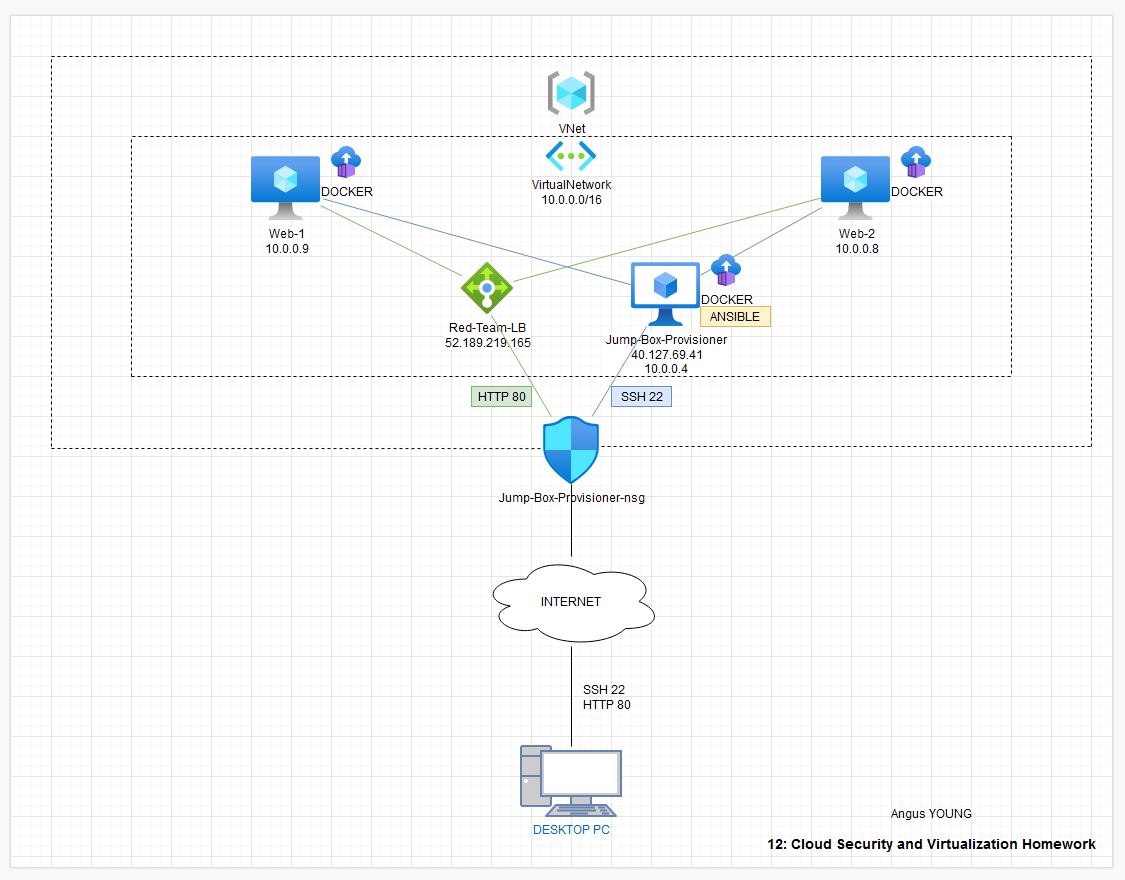 VNet
DOCKER
VirtualNetwork
10.0.0.0/16
DOCKER
Web-1
10.0.0.9
Web-2
10.0.0.8
DOCKER
ANSIBLE
Red-Team-LB
52.189.219.165
Jump-Box-Provisioner
40.127.69.41
10.0.0.4
HTTP 80
SSH 22
Jump-Box-Provisioner-nsg
INTERNET
SSH 22
HTTP 80
DESKTOP PC
Angus YOUNG
12: Cloud Security and Virtualization Homework